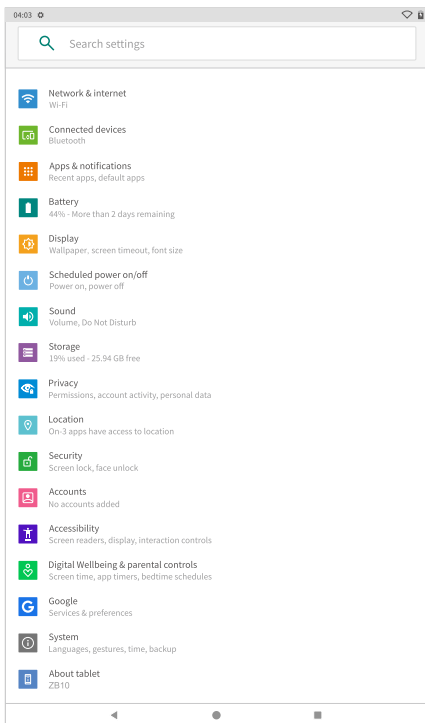 04:03
Search settings
Network & internet
Wi-Fi
Connected devices
Bluetooth
Apps & notifications
Recent apps, default apps
Battery
44% - More than 2 days remaining
Display
Wallpaper, screen timeout, font size
Scheduled power on/off
Power on, power off
Sound
Volume, Do Not Disturb
Storage
19% used - 25.94 GB free
Privacy
Permissions, account activity, personal data
Location
On-3 apps have access to location
Security
Screen lock, face unlock
Accounts
No accounts added
Accessibility
Screen readers, display, interaction controls
Digital Wellbeing & parental controls
Screen time, app timers, bedtime schedules
Google
Services & preferences
System
Languages, gestures, time, backup
About tablet
ZB10